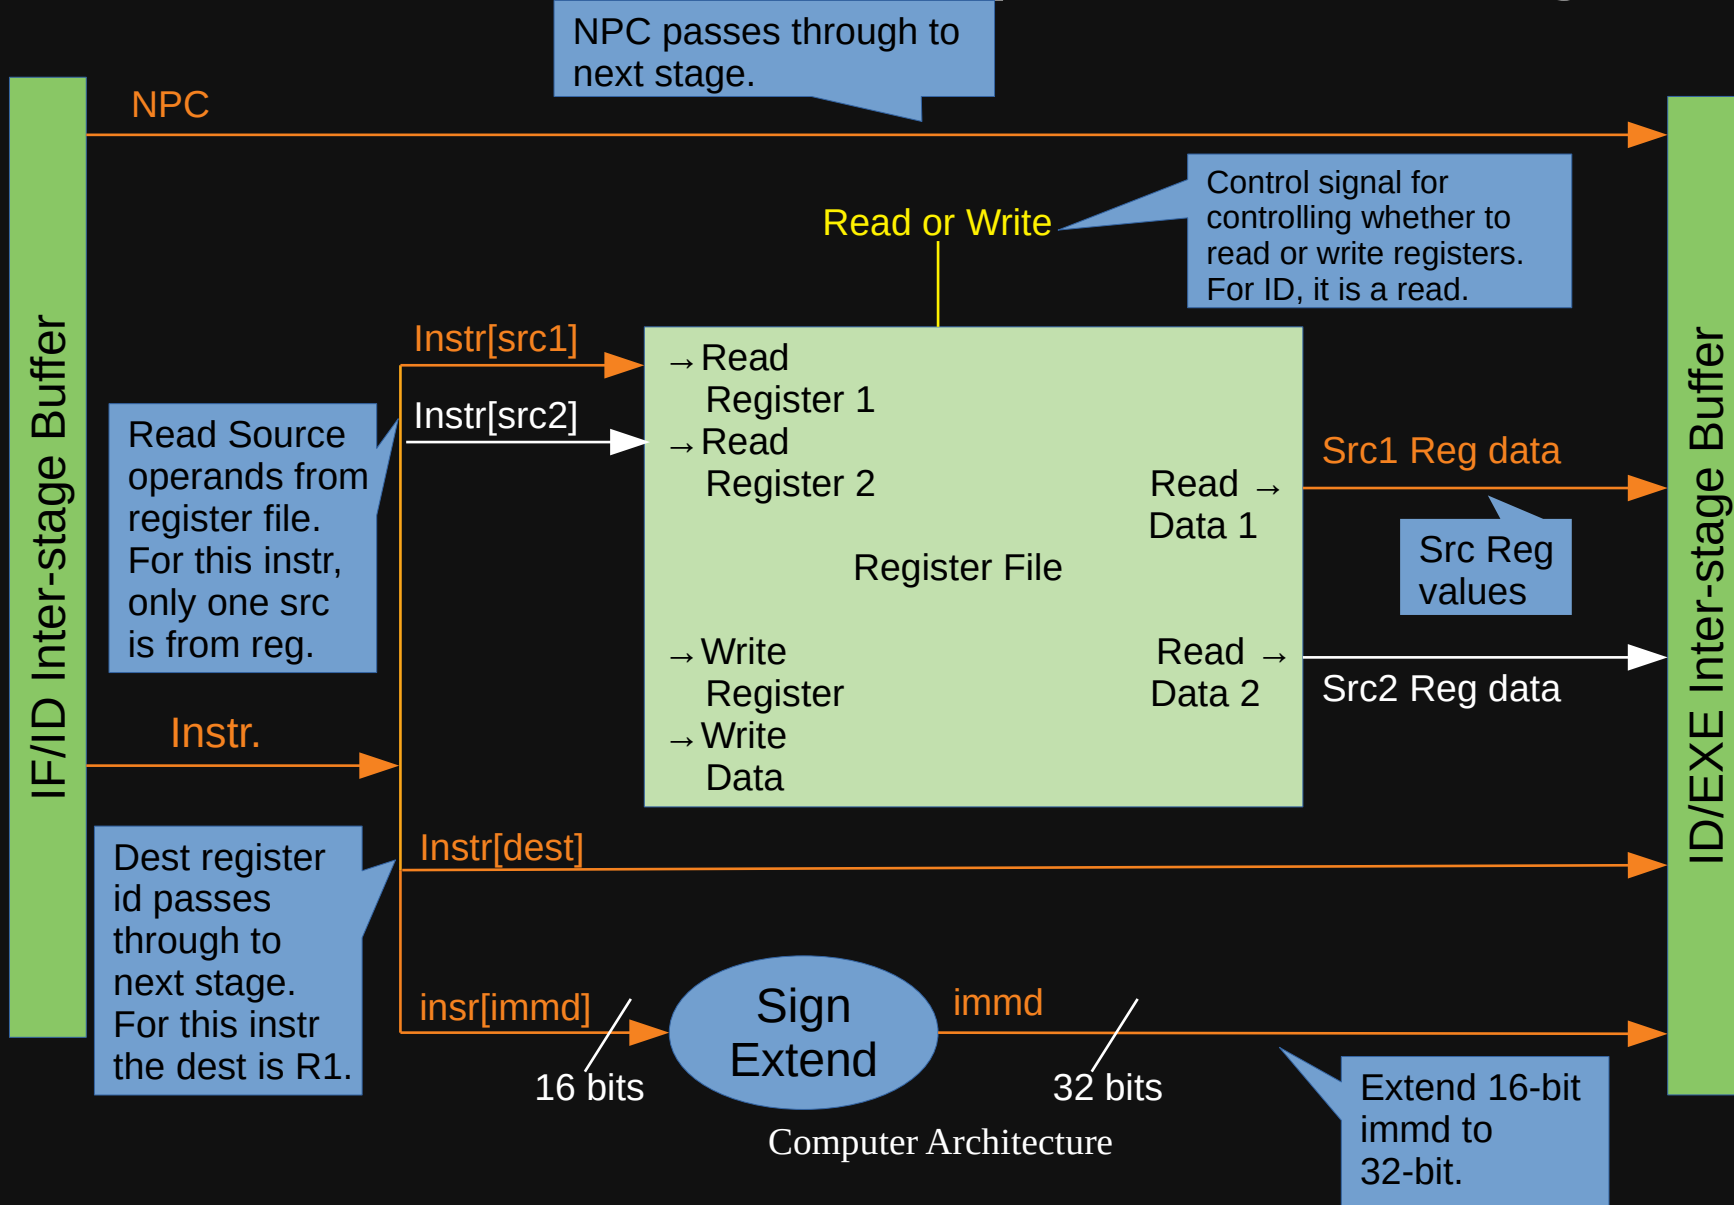 NPC passes through to
next stage.
NPC
Control signal for
controlling whether to
read or write registers.
For ID, it is a read.
Read or Write
IF/ID Inter-stage Buffer
Instr[src1]
Instr[src2]
Read Source
operands from
register file.
For this instr,
only one src
is from reg.
→Read
Register 1
→Read
Register 2
Read →
Data 1
Register File
→Write
Register
→Write
Data
Read →
Data 2
Src1 Reg data
Src Reg
values
Src2 Reg data
ID/EXE Inter-stage Buffer
Instr.
Instr[dest]
Dest register
id passes
through to
next stage.
For this instr
the dest is R1.
insr[immd]
16 bits
Sign
Extend
immd
32 bits
Extend 16-bit
immd to
32-bit.
Computer Architecture